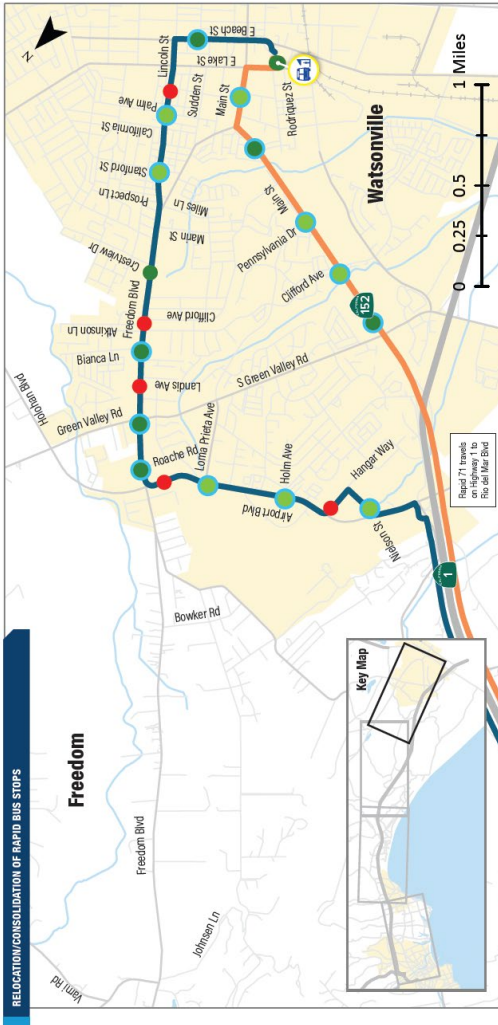 RELOCATION/CONSOLIDATION OF RAPID BUS STOPS
Freedom
Varni Rd
Johnsen Ln
Freedom Blvd
Bowker Rd
Holohan Blvd
Green Valley Rd
Roache Rd
Loma Prieta Ave
Airport Blvd
Holm Ave
Hangar Way
Nielson St
Landis Ave
Bianca Ln
Atkinson Ln
Clifford Ave
Freedom Blvd
Crestview Dr
S Green Valley Rd
Mann St
Miles Ln
Prospect Ln
Stanford St
California St
Palm Ave
Lincoln St
Sudden St
E Beach St
E Lake St
Main St
Rodriquez St
Main St
Pennsylvania Dr
Clifford Ave
152
Watsonville
1
Rapid 71 travels
on Highway 1 to
Rio del Mar Blvd
Key Map
N
0 0.25 0.5 1 Miles